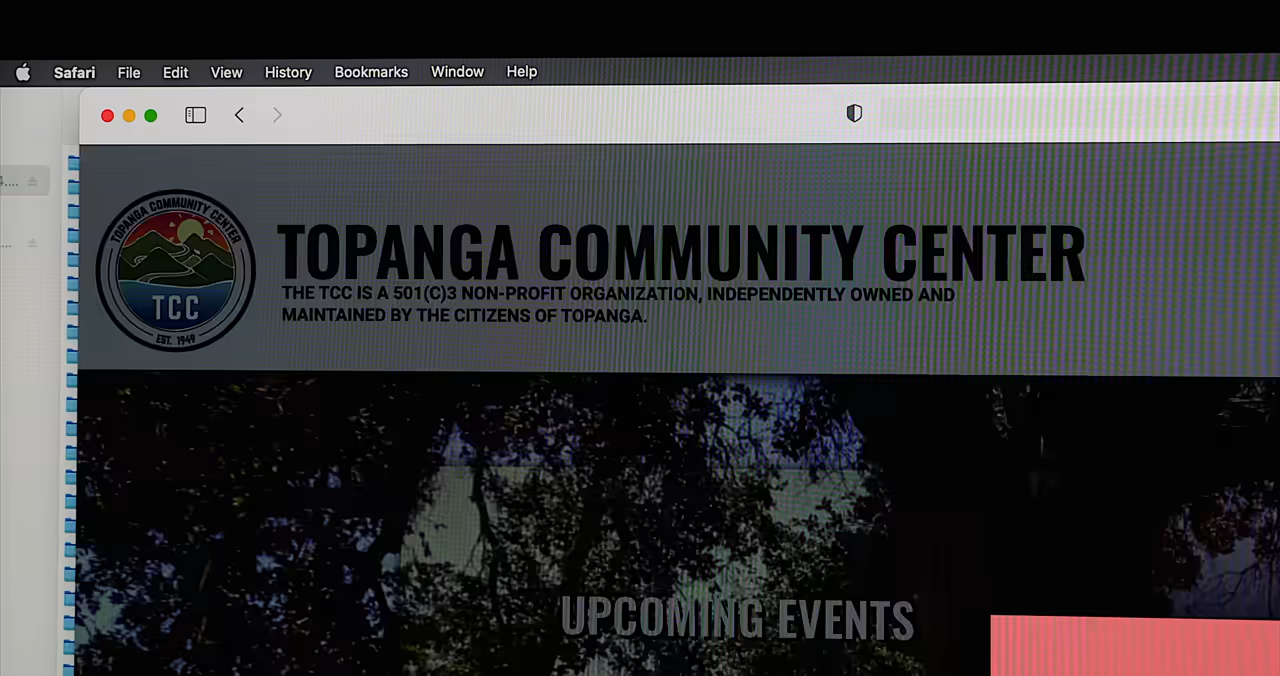 Safari File Edit View History Bookmarks Window Help
4....
...
TOPANGA COMMUNITY CENTER
TCC
EST. 1949
TOPANGA COMMUNITY CENTER
THE TCC IS A 501(C)3 NON-PROFIT ORGANIZATION, INDEPENDENTLY OWNED AND
MAINTAINED BY THE CITIZENS OF TOPANGA.
UPCOMING EVENTS